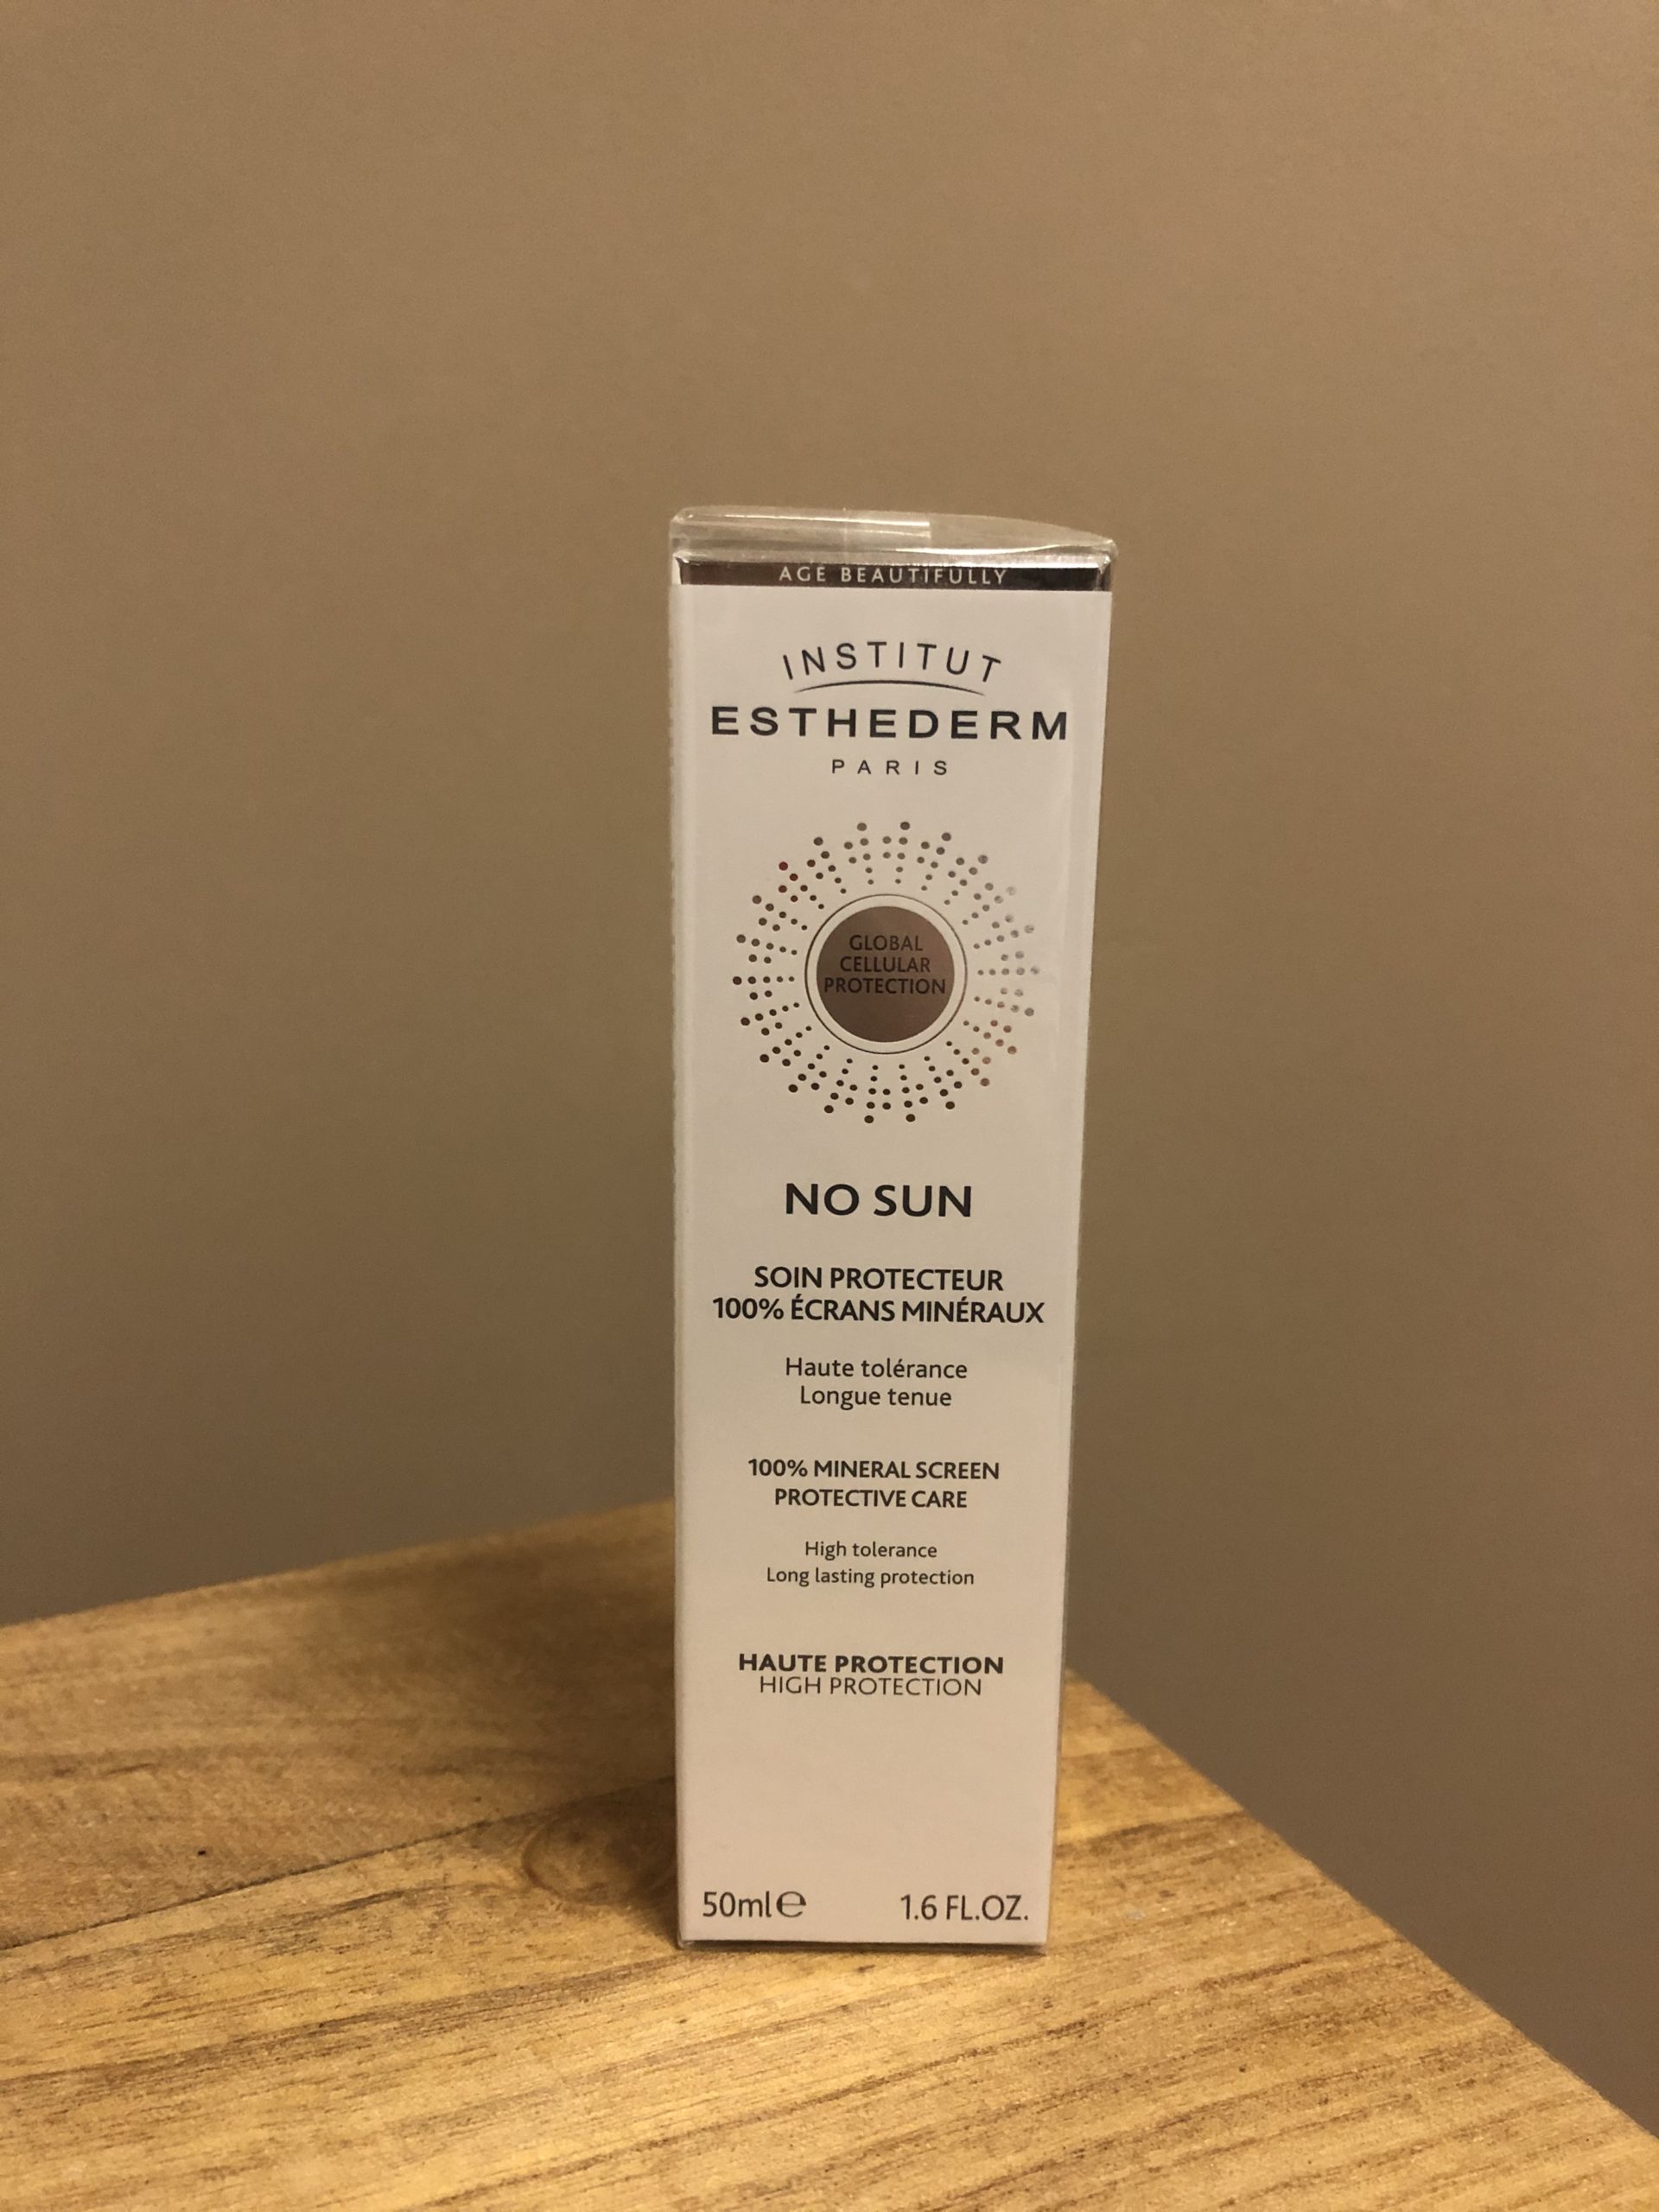 AGE BEAUTIFULLY
INSTITUT
ESTHEDERM
PARIS
GLOBAL
CELLULAR
PROTECTION
NO SUN
SOIN PROTECTEUR
100% ÉCRANS MINÉRAUX
Haute tolérance
Longue tenue
100% MINERAL SCREEN
PROTECTIVE CARE
High tolerance
Long lasting protection
HAUTE PROTECTION
HIGH PROTECTION
50ml℮ 1.6 FL.OZ.